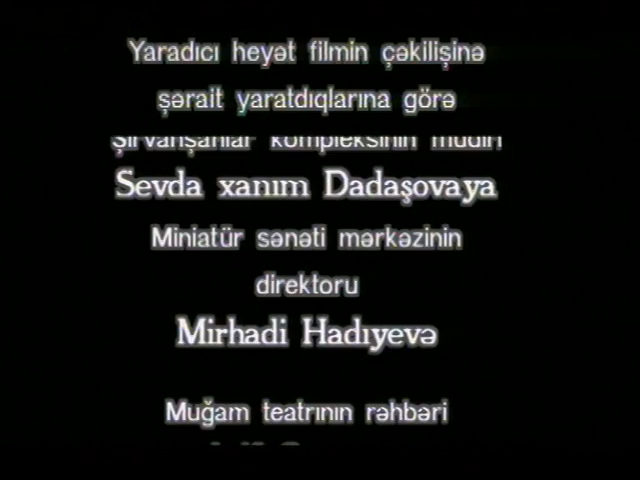 Yaradıcı heyət filmin çəkilişinə
şərait yaratdıqlarına görə
Şirvanşahlar kompleksinin müdiri
Sevda xanım Dadaşovaya
Miniatür sənəti mərkəzinin
direktoru
Mirhadi Hadıyevə
Muğam teatrının rəhbəri